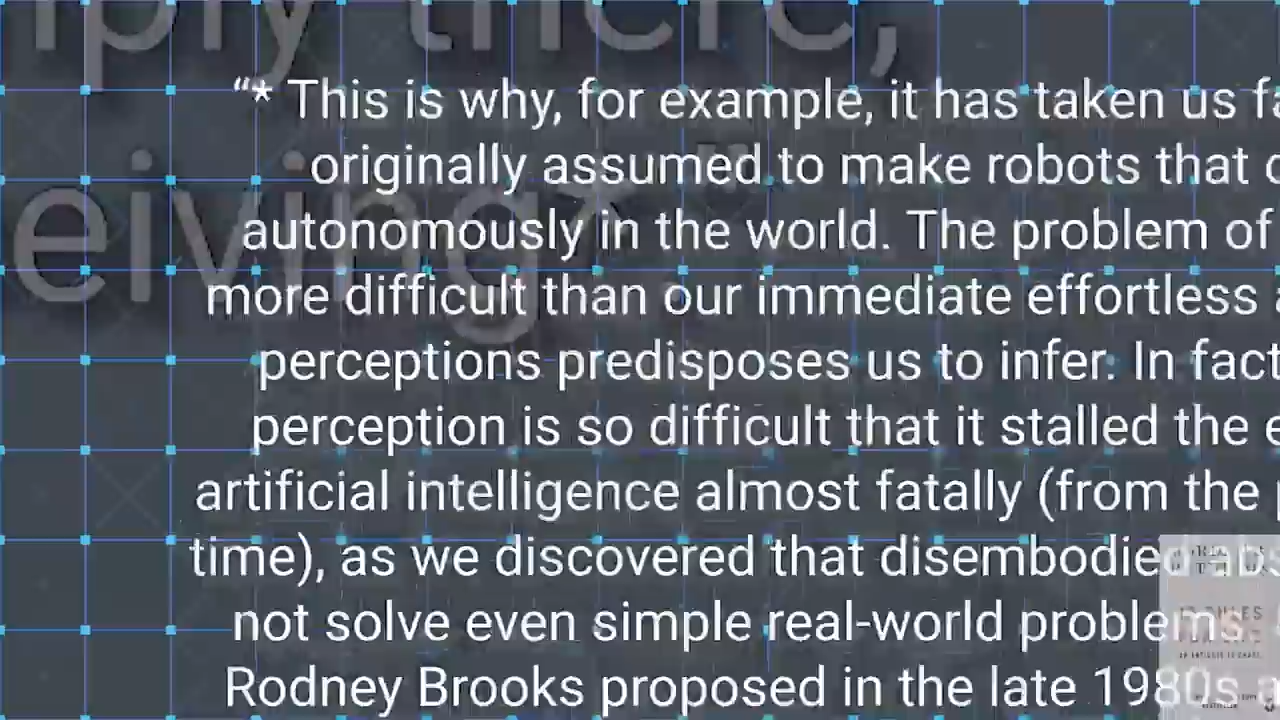 mply there,
“* This is why, for example, it has taken us
originally assumed to make robots that
eiving* ”
autonomously in the world. The problem of
more difficult than our immediate effortless
perceptions predisposes us to infer. In fact
perception is so difficult that it stalled the
artificial intelligence almost fatally (from the
time), as we discovered that disembodied
not solve even simple real-world problems.
Rodney Brooks proposed in the late 1980s